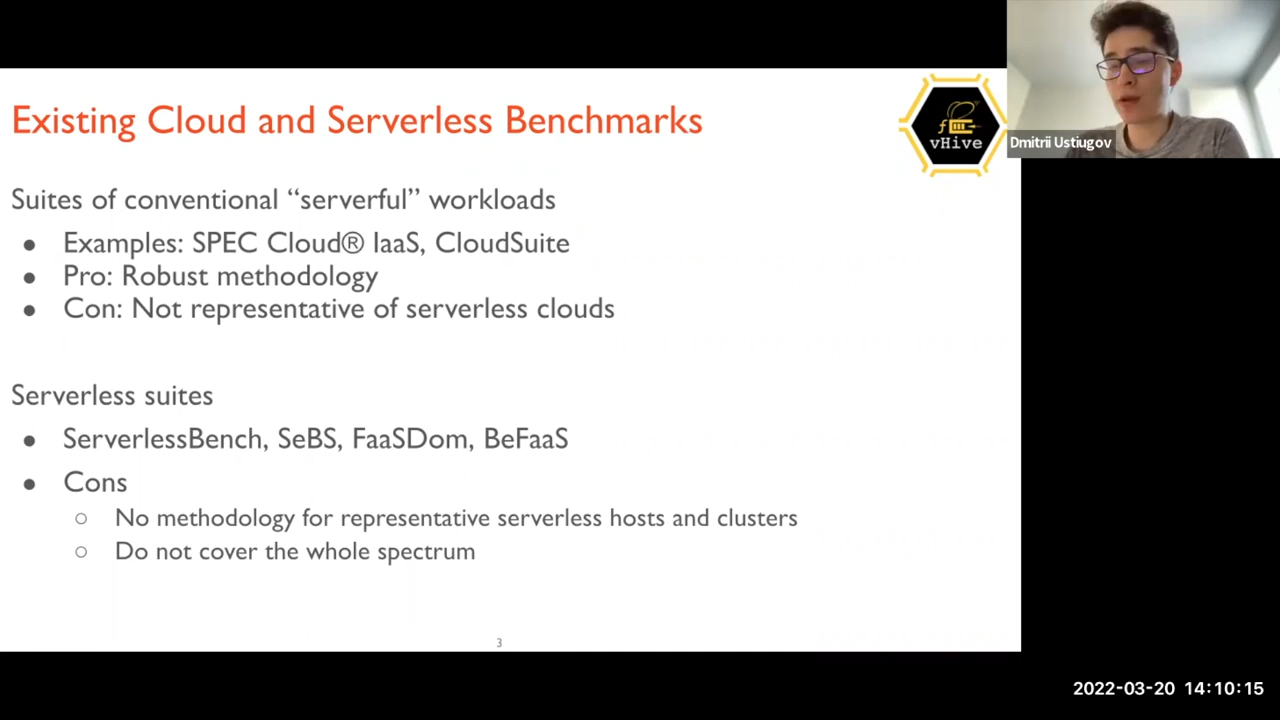 Existing Cloud and Serverless Benchmarks
vHive
Dmitrii Ustiugov
Suites of conventional “serverful” workloads
● Examples: SPEC Cloud® IaaS, CloudSuite
● Pro: Robust methodology
● Con: Not representative of serverless clouds
Serverless suites
● ServerlessBench, SeBS, FaaSDom, BeFaaS
● Cons
○ No methodology for representative serverless hosts and clusters
○ Do not cover the whole spectrum
3
2022-03-20 14:10:15